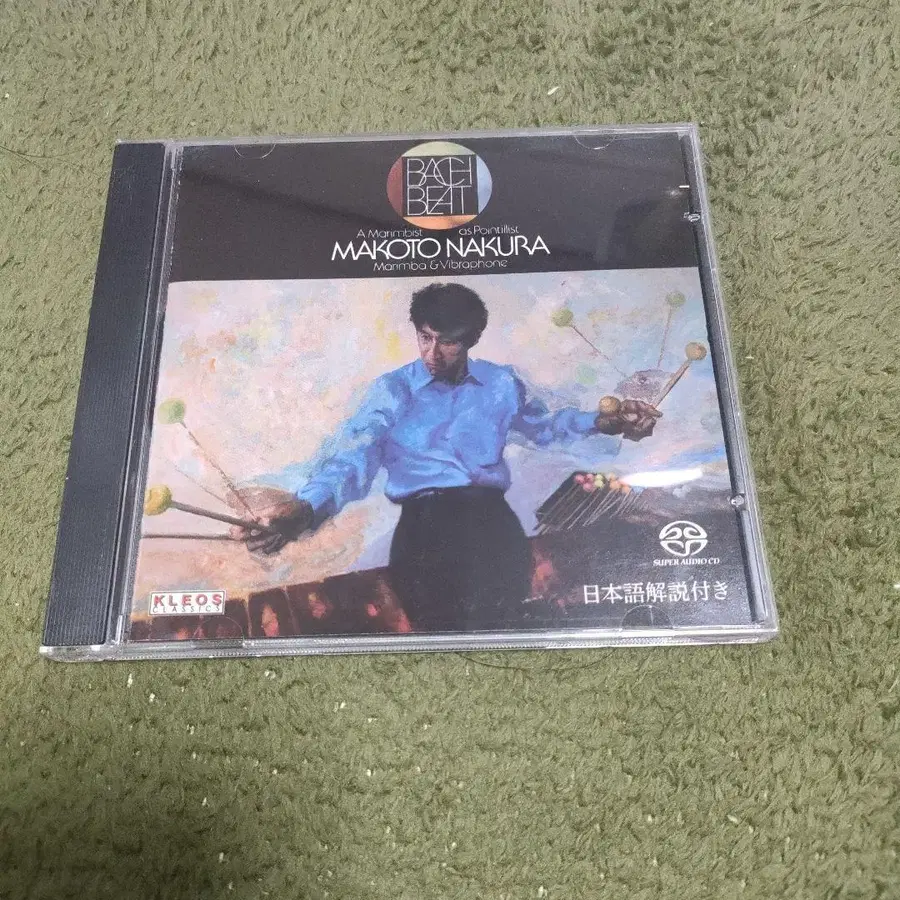 BACH
BEAT
A Marimbist as Pointillist
MAKOTO NAKURA
Marimba & Vibraphone
SUPER AUDIO CD
日本語解説付き
KLEOS
CLASSICS